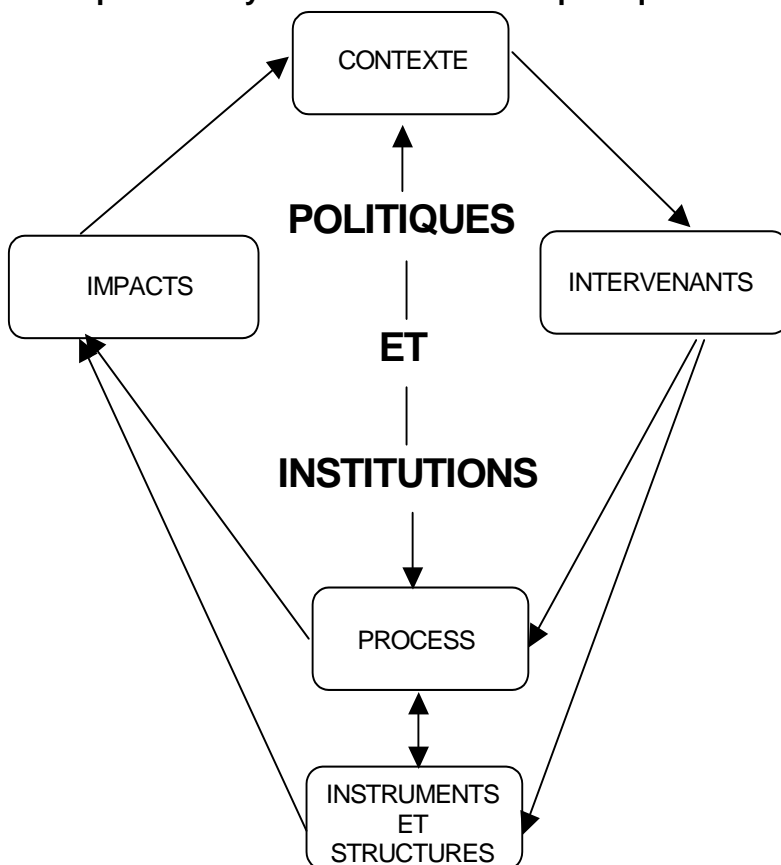 CONTEXTE
POLITIQUES
IMPACTS
INTERVENANTS
ET
INSTITUTIONS
PROCESS
INSTRUMENTS
ET
STRUCTURES